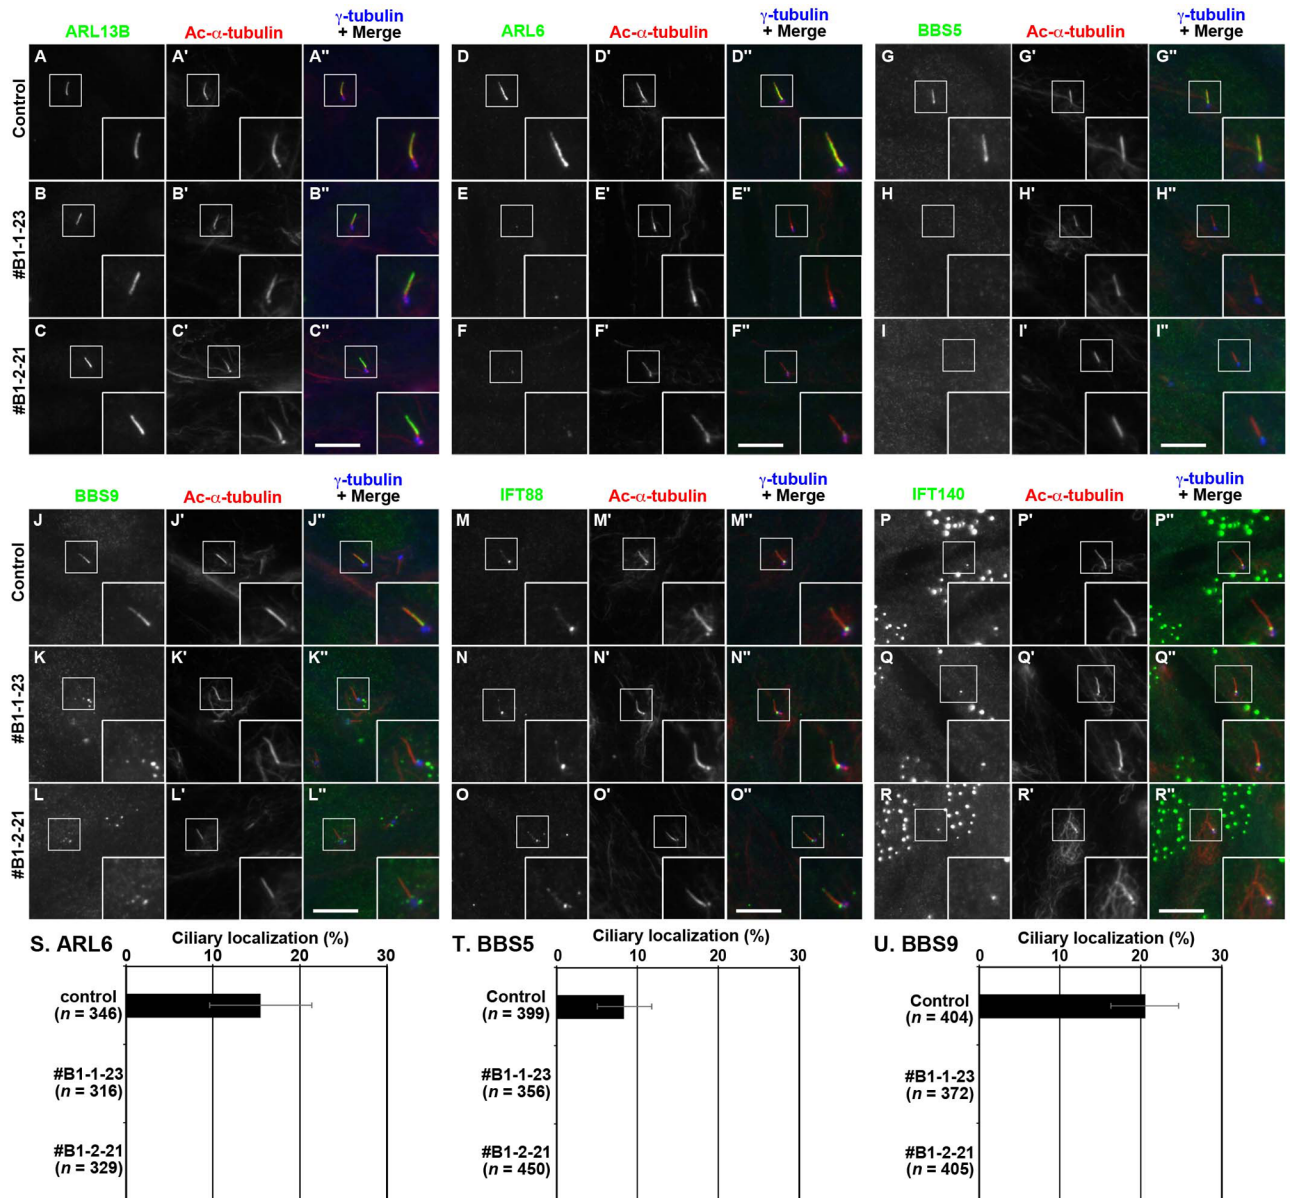 ARL13B Ac-α-tubulin γ-tubulin
+ Merge
ARL6 Ac-α-tubulin γ-tubulin
+ Merge
BBS5 Ac-α-tubulin γ-tubulin
+ Merge
Control
A A' A"
D D' D"
G G' G"
#B1-1-23
B B' B"
E E' E"
H H' H"
#B1-2-21
C C' C"
F F' F"
I I' I"
BBS9 Ac-α-tubulin γ-tubulin
+ Merge
IFT88 Ac-α-tubulin γ-tubulin
+ Merge
IFT140 Ac-α-tubulin γ-tubulin
+ Merge
Control
J J' J"
M M' M"
P P' P"
#B1-1-23
K K' K"
N N' N"
Q Q' Q"
#B1-2-21
L L' L"
O O' O"
R R' R"
S. ARL6
Ciliary localization (%)
0 10 20 30
control
(n = 346)
#B1-1-23
(n = 316)
#B1-2-21
(n = 329)
T. BBS5
Ciliary localization (%)
0 10 20 30
Control
(n = 399)
#B1-1-23
(n = 356)
#B1-2-21
(n = 450)
U. BBS9
Ciliary localization (%)
0 10 20 30
Control
(n = 404)
#B1-1-23
(n = 372)
#B1-2-21
(n = 405)